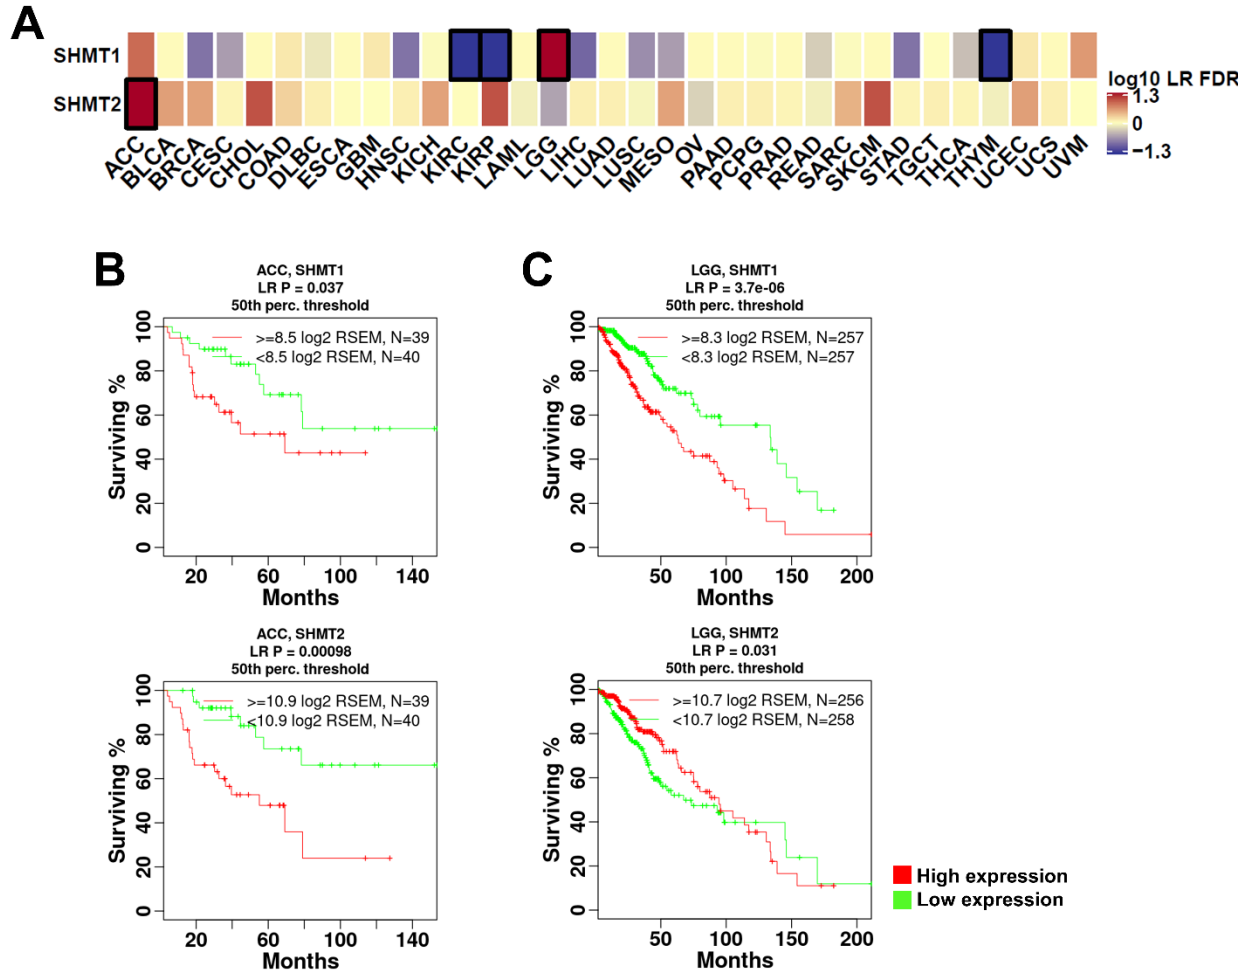 A
SHMT1
SHMT2
log10 LR FDR
1.3
0
−1.3
ACC
BLCA
BRCA
CESC
CHOL
COAD
DLBC
ESCA
GBM
HNSC
KICH
KIRC
KIRP
LAML
LGG
LIHC
LUAD
LUSC
MESO
OV
PAAD
PCPG
PRAD
READ
SARC
SKCM
STAD
TGCT
THCA
THYM
UCEC
UCS
UVM
B
ACC, SHMT1
LR P = 0.037
50th perc. threshold
>=8.5 log2 RSEM, N=39
<8.5 log2 RSEM, N=40
Surviving %
100
80
60
40
20
0
20 60 100 140
Months
C
LGG, SHMT1
LR P = 3.7e-06
50th perc. threshold
>=8.3 log2 RSEM, N=257
<8.3 log2 RSEM, N=257
Surviving %
100
80
60
40
20
0
50 100 150 200
Months
ACC, SHMT2
LR P = 0.00098
50th perc. threshold
>=10.9 log2 RSEM, N=39
<10.9 log2 RSEM, N=40
Surviving %
100
80
60
40
20
0
20 60 100 140
Months
LGG, SHMT2
LR P = 0.031
50th perc. threshold
>=10.7 log2 RSEM, N=256
<10.7 log2 RSEM, N=258
Surviving %
100
80
60
40
20
0
50 100 150 200
Months
High expression
Low expression